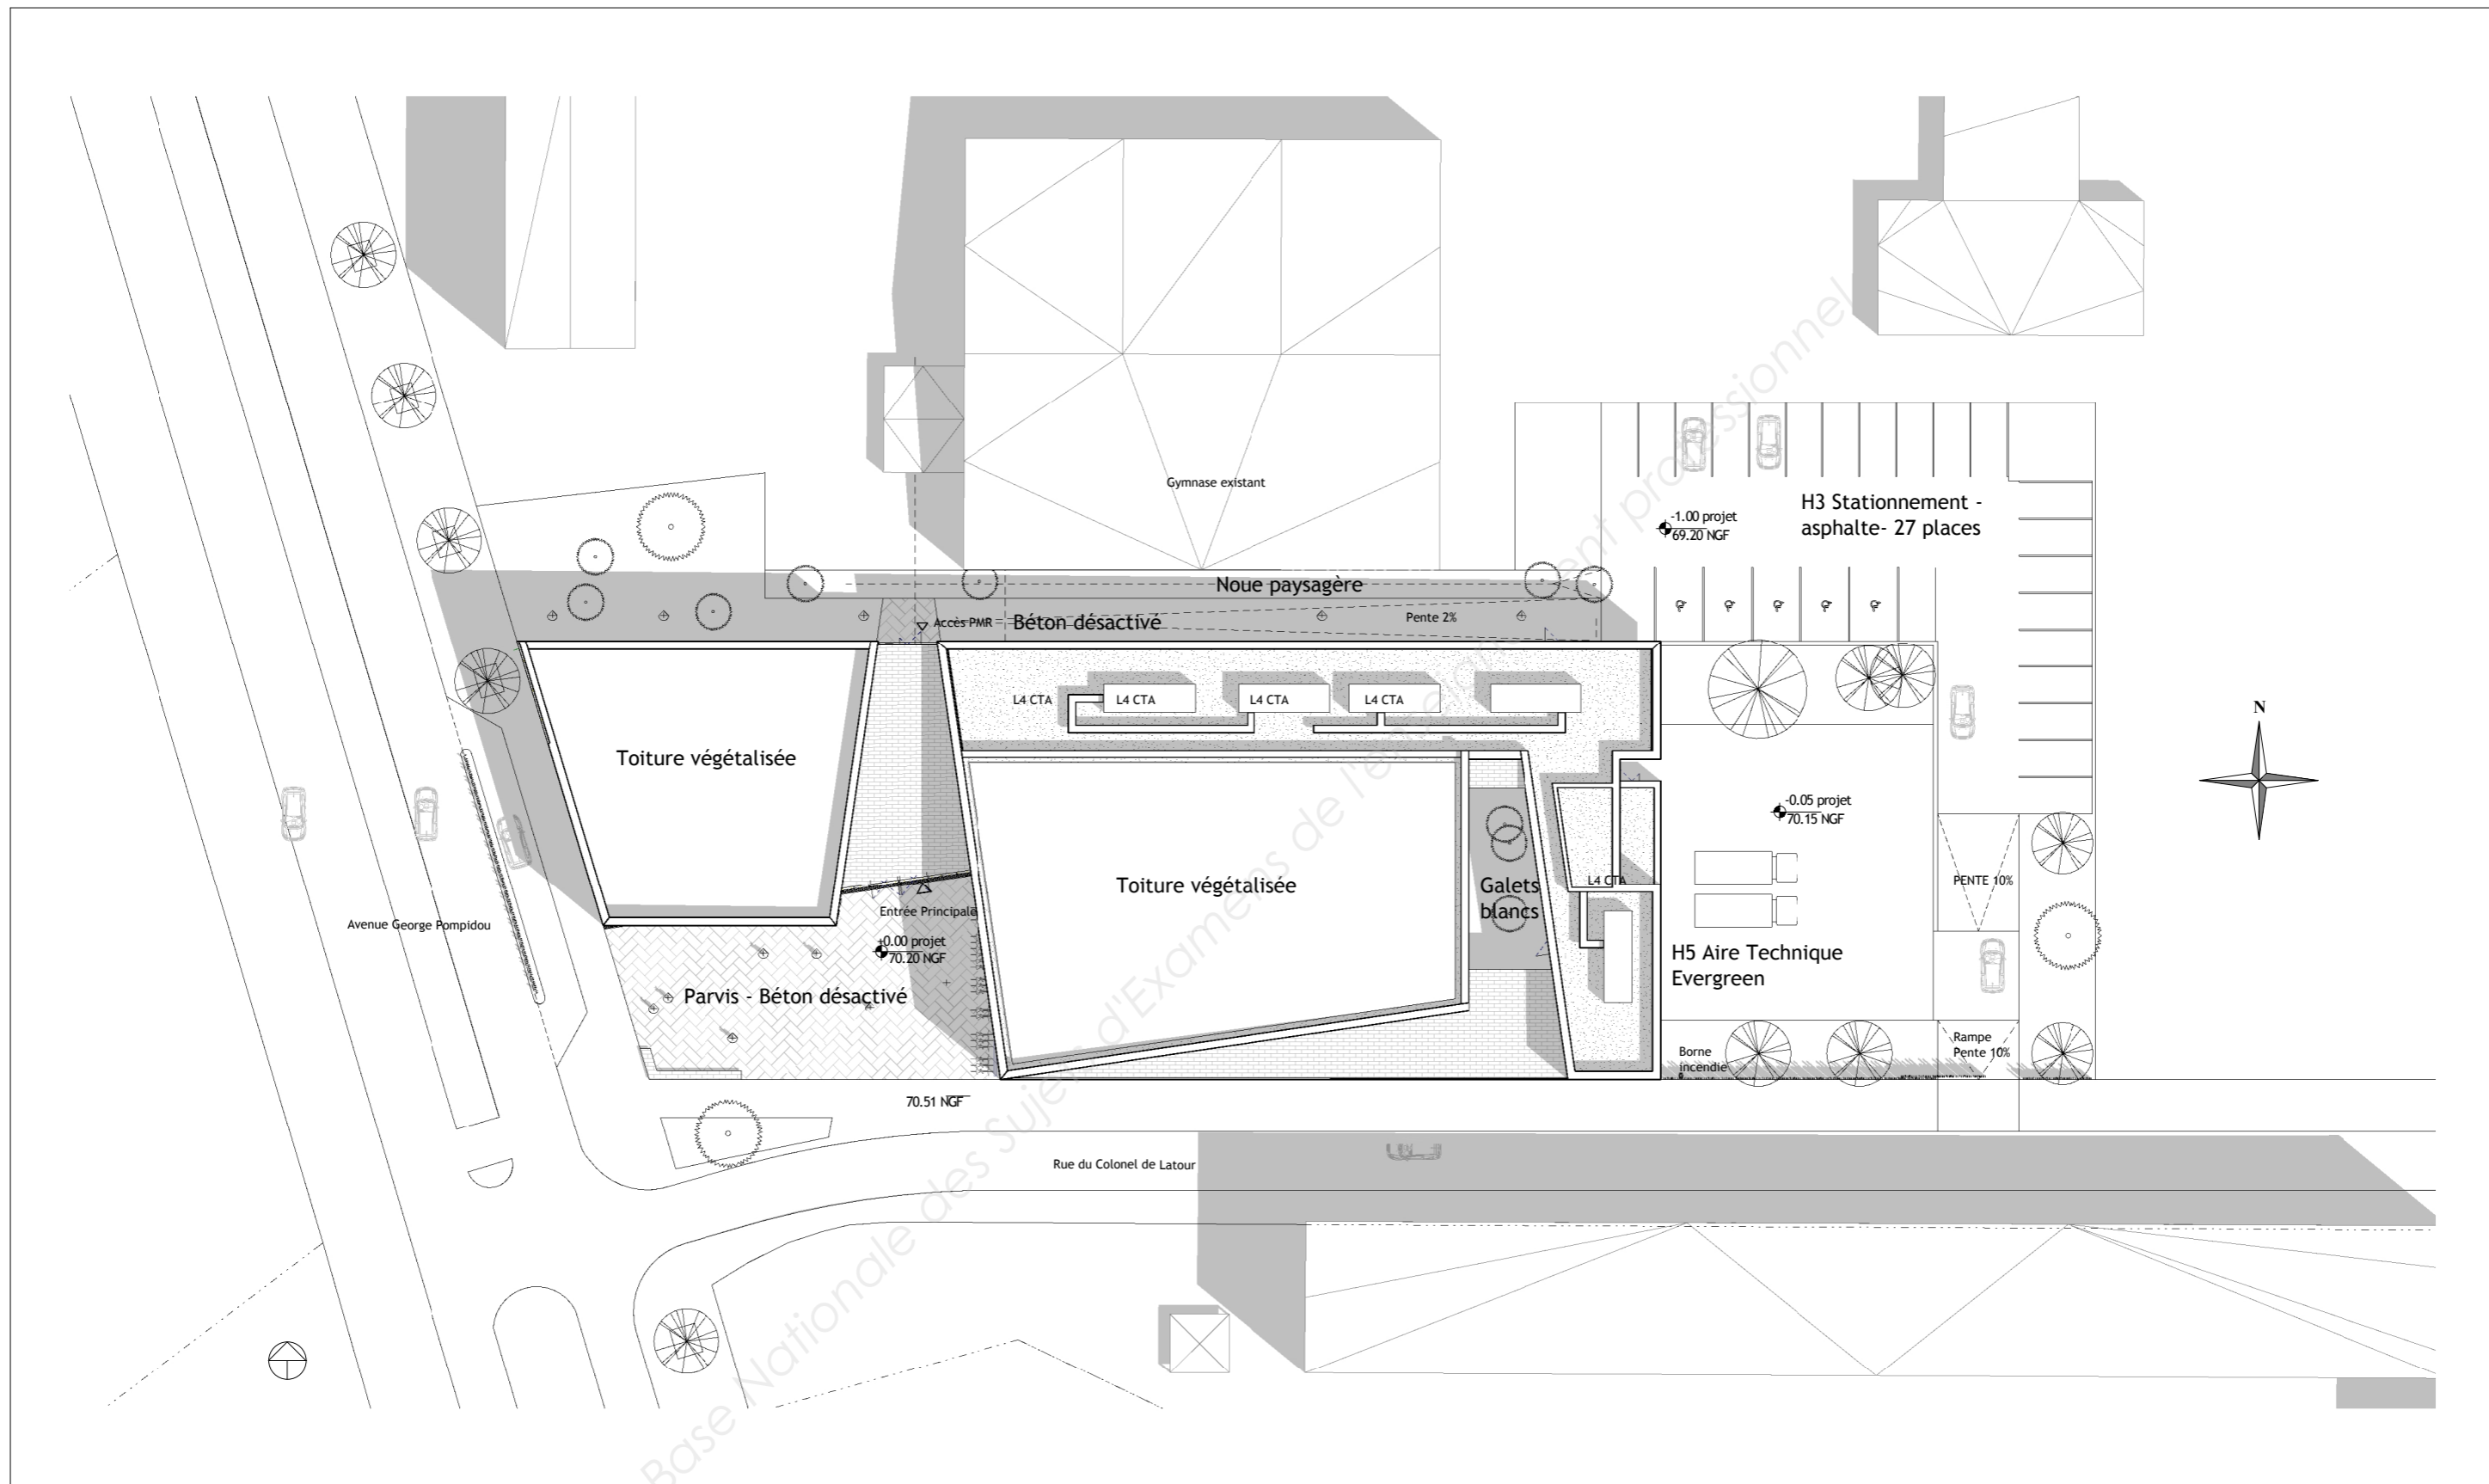 Gymnase existant
H3 Stationnement -
asphalte- 27 places
-1.00 projet
69.20 NGF
Noue paysagère
Accès PMR
Béton désactivé
Pente 2%
L4 CTA
L4 CTA
L4 CTA
L4 CTA
N
Toiture végétalisée
-0.05 projet
70.15 NGF
Toiture végétalisée
Galets
blancs
L4 CTA
PENTE 10%
Avenue George Pompidou
Entrée Principale
+0.00 projet
70.20 NGF
H5 Aire Technique
Evergreen
Parvis - Béton désactivé
Borne
incendie
Rampe
Pente 10%
70.51 NGF
Rue du Colonel de Latour
Base Nationale des Sujets d'Examens de l'enseignement professionnel